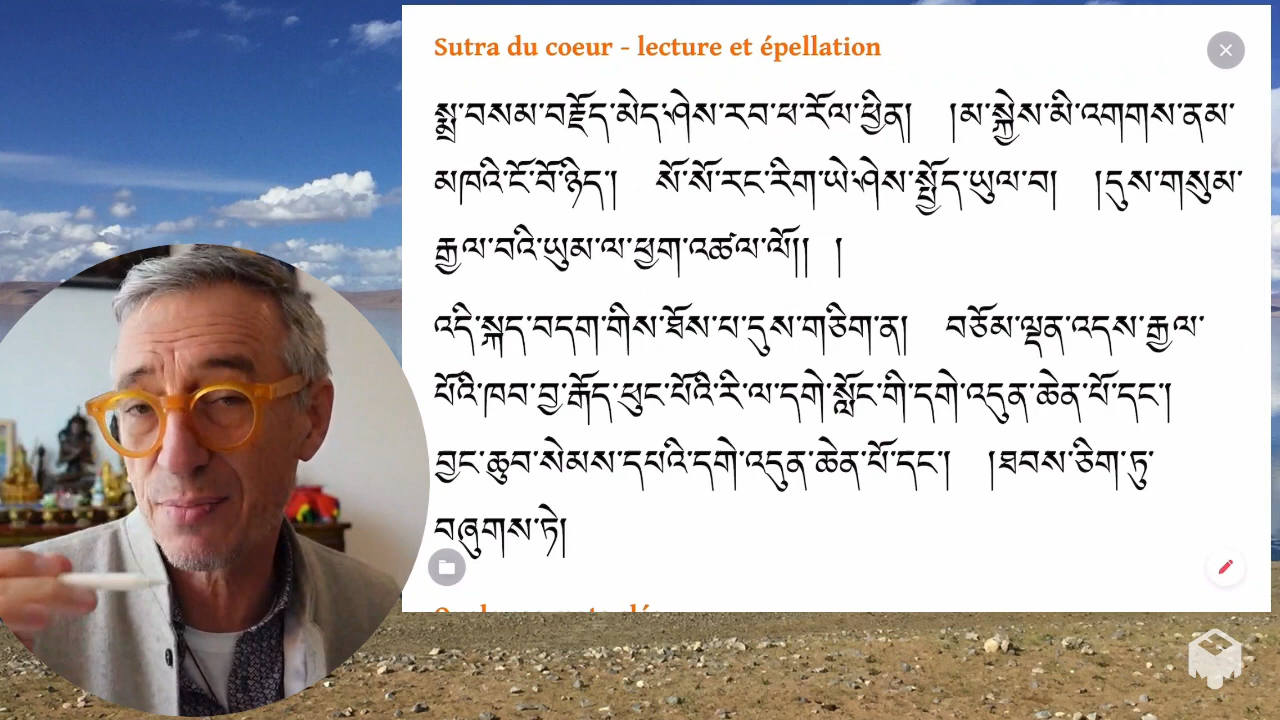 Sutra du coeur - lecture et épellation
སྨྲ་བསམ་བརྗོད་མེད་ཤེས་རབ་ཕ་རོལ་ཕྱིན། །མ་སྐྱེས་མི་འགགས་ནམ་
མཁའི་ངོ་བོ་ཉིད་། སོ་སོ་རང་རིག་ཡེ་ཤེས་སྤྱོད་ཡུལ་བ། །དུས་གསུམ་
རྒྱལ་བའི་ཡུམ་ལ་ཕྱག་འཚལ་ལོ།། །
འདི་སྐད་བདག་གིས་ཐོས་པ་དུས་གཅིག་ན། བཅོམ་ལྡན་འདས་རྒྱལ་
པོའི་ཁབ་བྱ་རྒོད་ཕུང་པོའི་རི་ལ་དགེ་སློང་གི་དགེ་འདུན་ཆེན་པོ་དང་།
བྱང་ཆུབ་སེམས་དཔའི་དགེ་འདུན་ཆེན་པོ་དང་། །ཐབས་ཅིག་ཏུ་
བཞུགས་ཏེ།